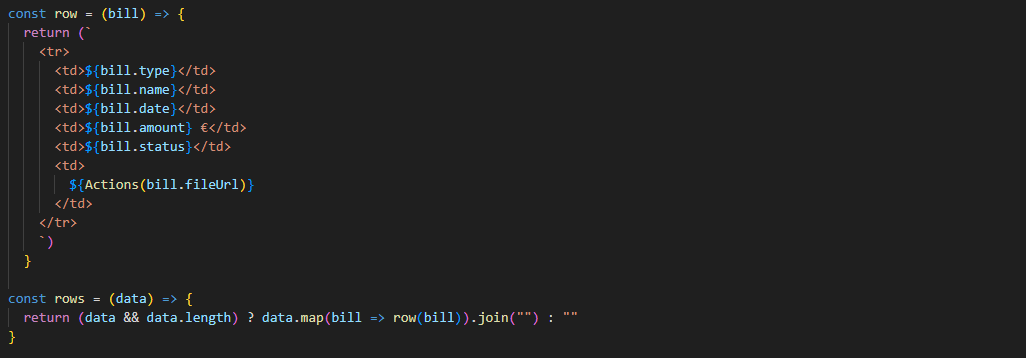 const row = (bill) => {
  return (`
    <tr>
      <td>${bill.type}</td>
      <td>${bill.name}</td>
      <td>${bill.date}</td>
      <td>${bill.amount} €</td>
      <td>${bill.status}</td>
      <td>
        ${Actions(bill.fileUrl)}
      </td>
    </tr>
    `)
  }

const rows = (data) => {
  return (data && data.length) ? data.map(bill => row(bill)).join("") : ""
}